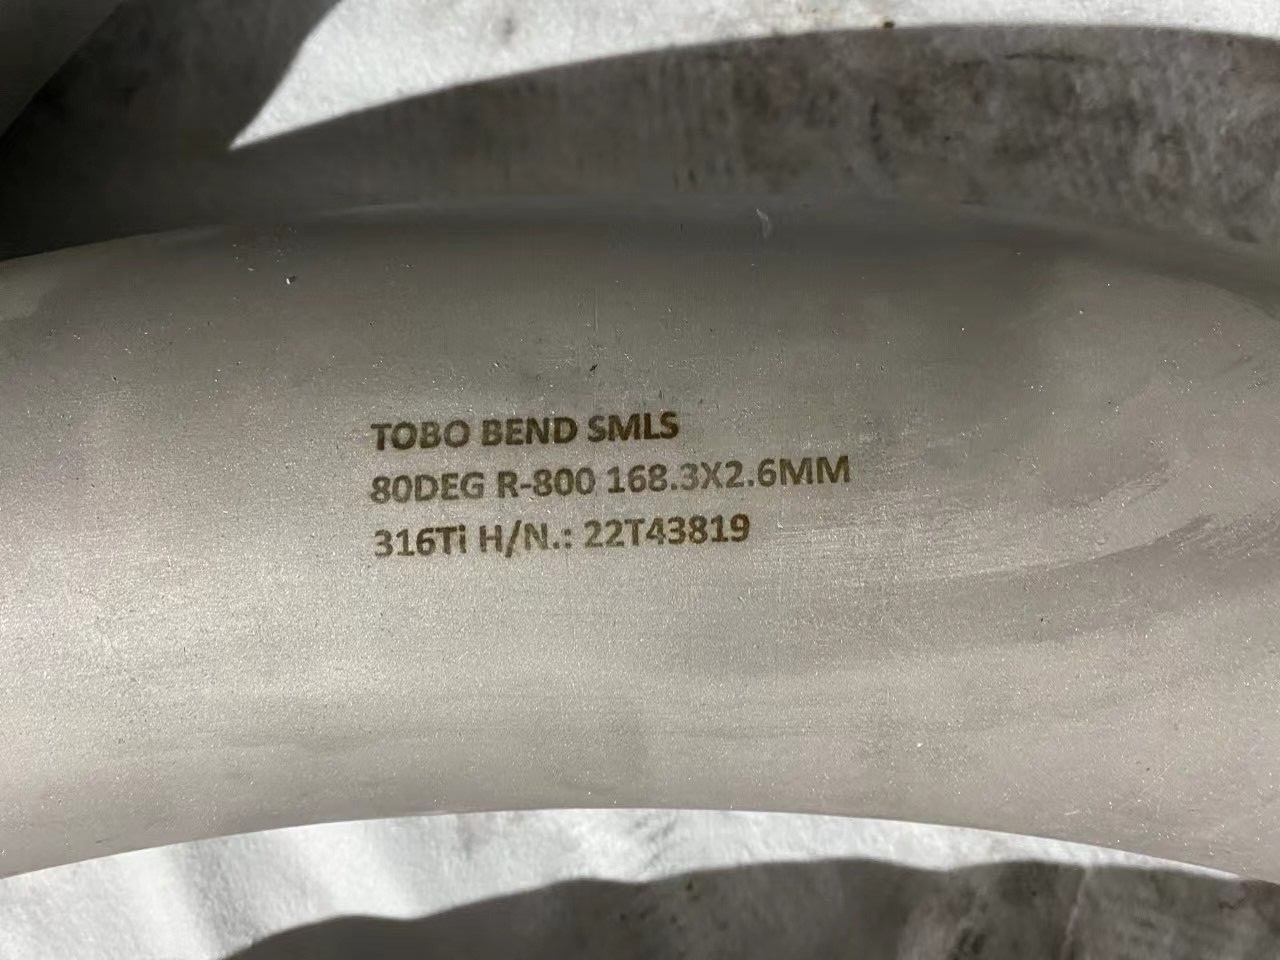 TOBO BEND SMLS
80DEG R-800 168.3X2.6MM
316Ti H/N.: 22T43819